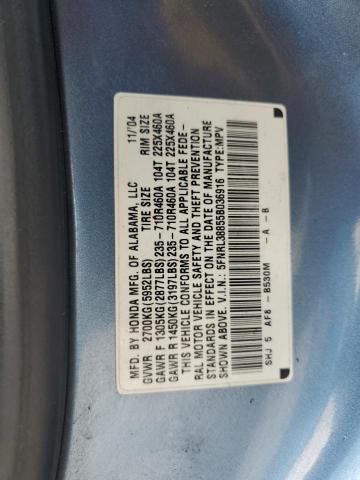 MFD. BY HONDA MFG. OF ALABAMA, LLC 11/04
GVWR 2700KG(5952LBS) TIRE SIZE RIM SIZE
GAWR F 1305KG(2877LBS)235-710R460A 104T 225X460A
GAWR R 1450KG(3197LBS)235-710R460A 104T 225X460A
THIS VEHICLE CONFORMS TO ALL APPLICABLE FEDE-
RAL MOTOR VEHICLE SAFETY AND THEFT PREVENTION
STANDARDS IN EFFECT ON THE DATE OF MANUFACTURE
SHOWN ABOVE. V.I.N.: 5FNRL38855B036916 TYPE:MPV
SHJ 5 AF8 - B530M - A - B